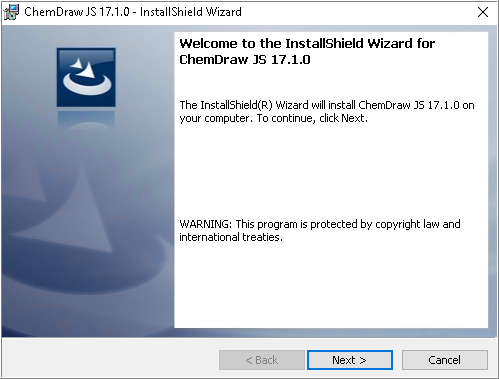 ChemDraw JS 17.1.0 - InstallShield Wizard
Welcome to the InstallShield Wizard for
ChemDraw JS 17.1.0
The InstallShield(R) Wizard will install ChemDraw JS 17.1.0 on
your computer. To continue, click Next.
WARNING: This program is protected by copyright law and
international treaties.
< Back
Next >
Cancel